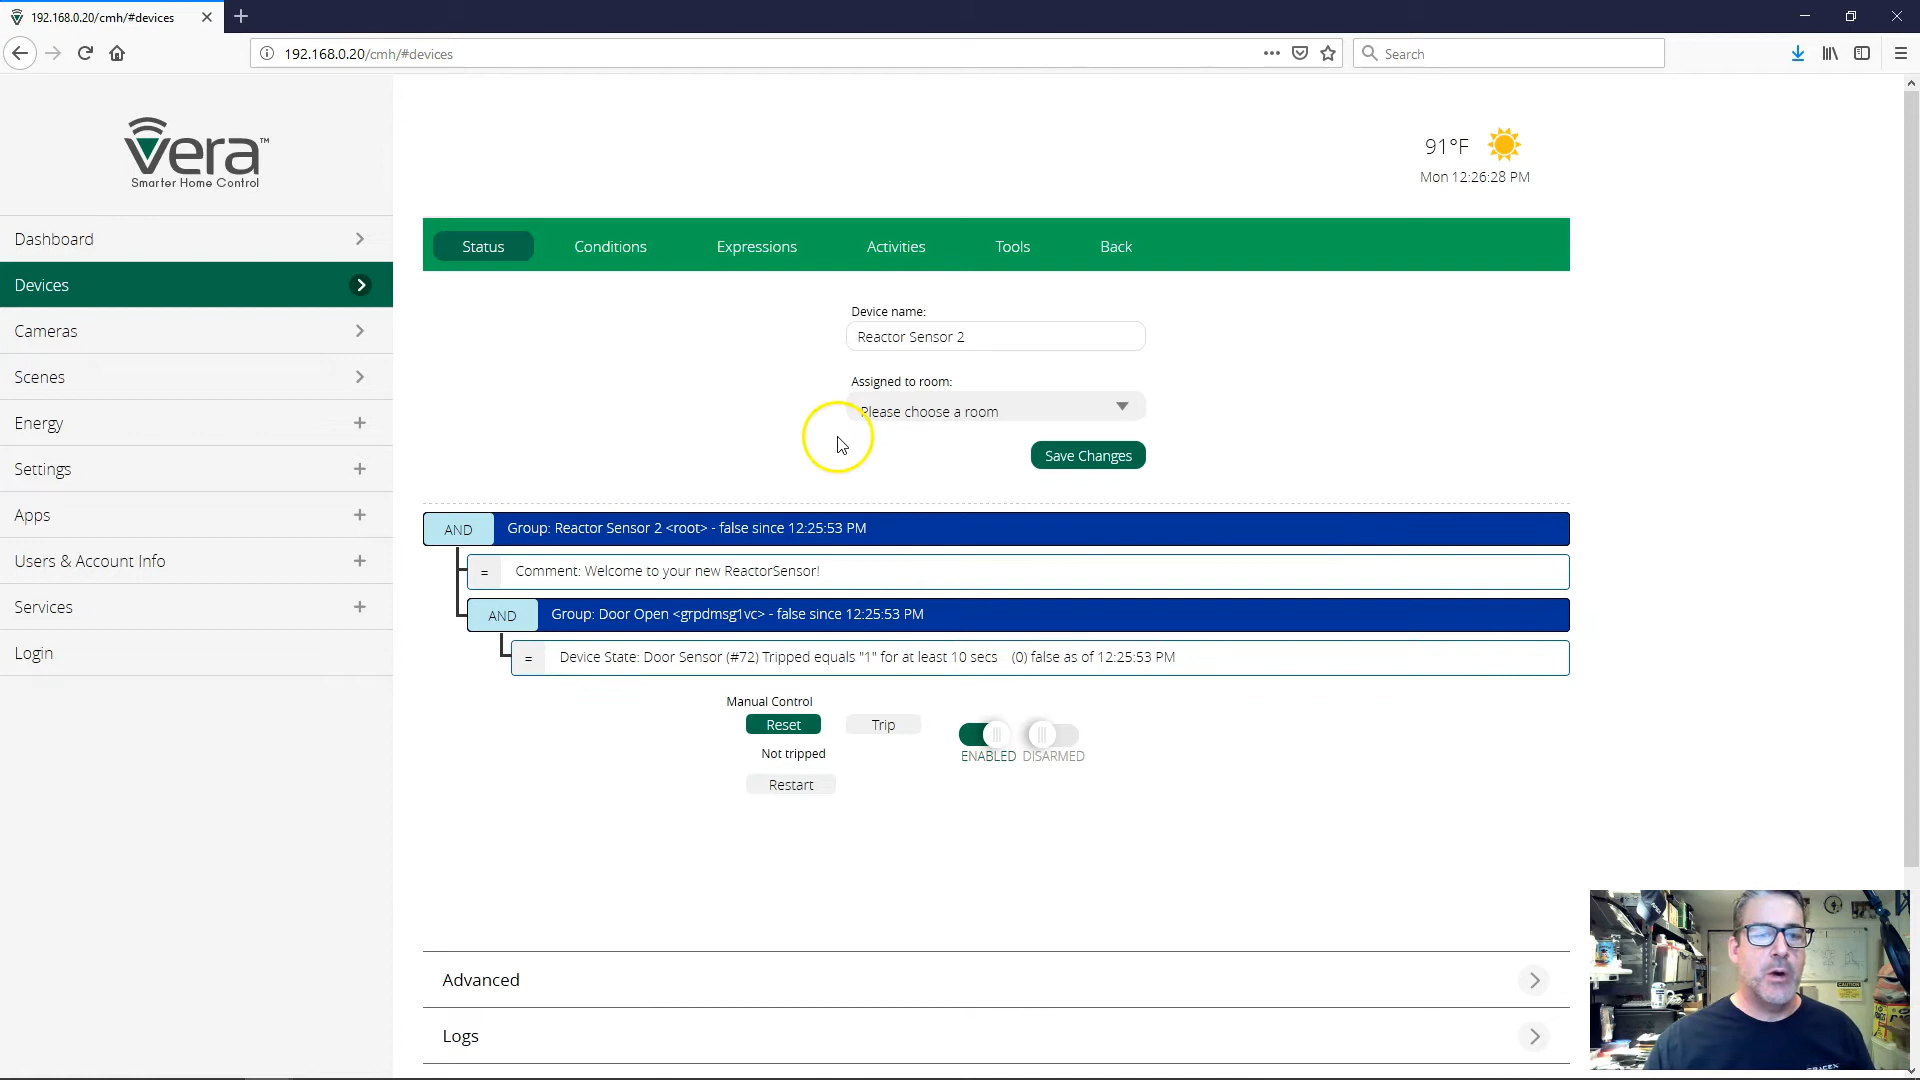 192.168.0.20/cmh/#devices
192.168.0.20/cmh/#devices
Search
vera™
Smarter Home Control
Dashboard
Devices
Cameras
Scenes
Energy
Settings
Apps
Users & Account Info
Services
Login
91°F
Mon 12:26:28 PM
Status Conditions Expressions Activities Tools Back
Device name:
Reactor Sensor 2
Assigned to room:
Please choose a room
Save Changes
AND Group: Reactor Sensor 2 <root> - false since 12:25:53 PM
= Comment: Welcome to your new ReactorSensor!
AND Group: Door Open <grpdmsg1vc> - false since 12:25:53 PM
= Device State: Door Sensor (#72) Tripped equals "1" for at least 10 secs (0) false as of 12:25:53 PM
Manual Control
Reset Trip
Not tripped
ENABLED DISARMED
Restart
Advanced
Logs